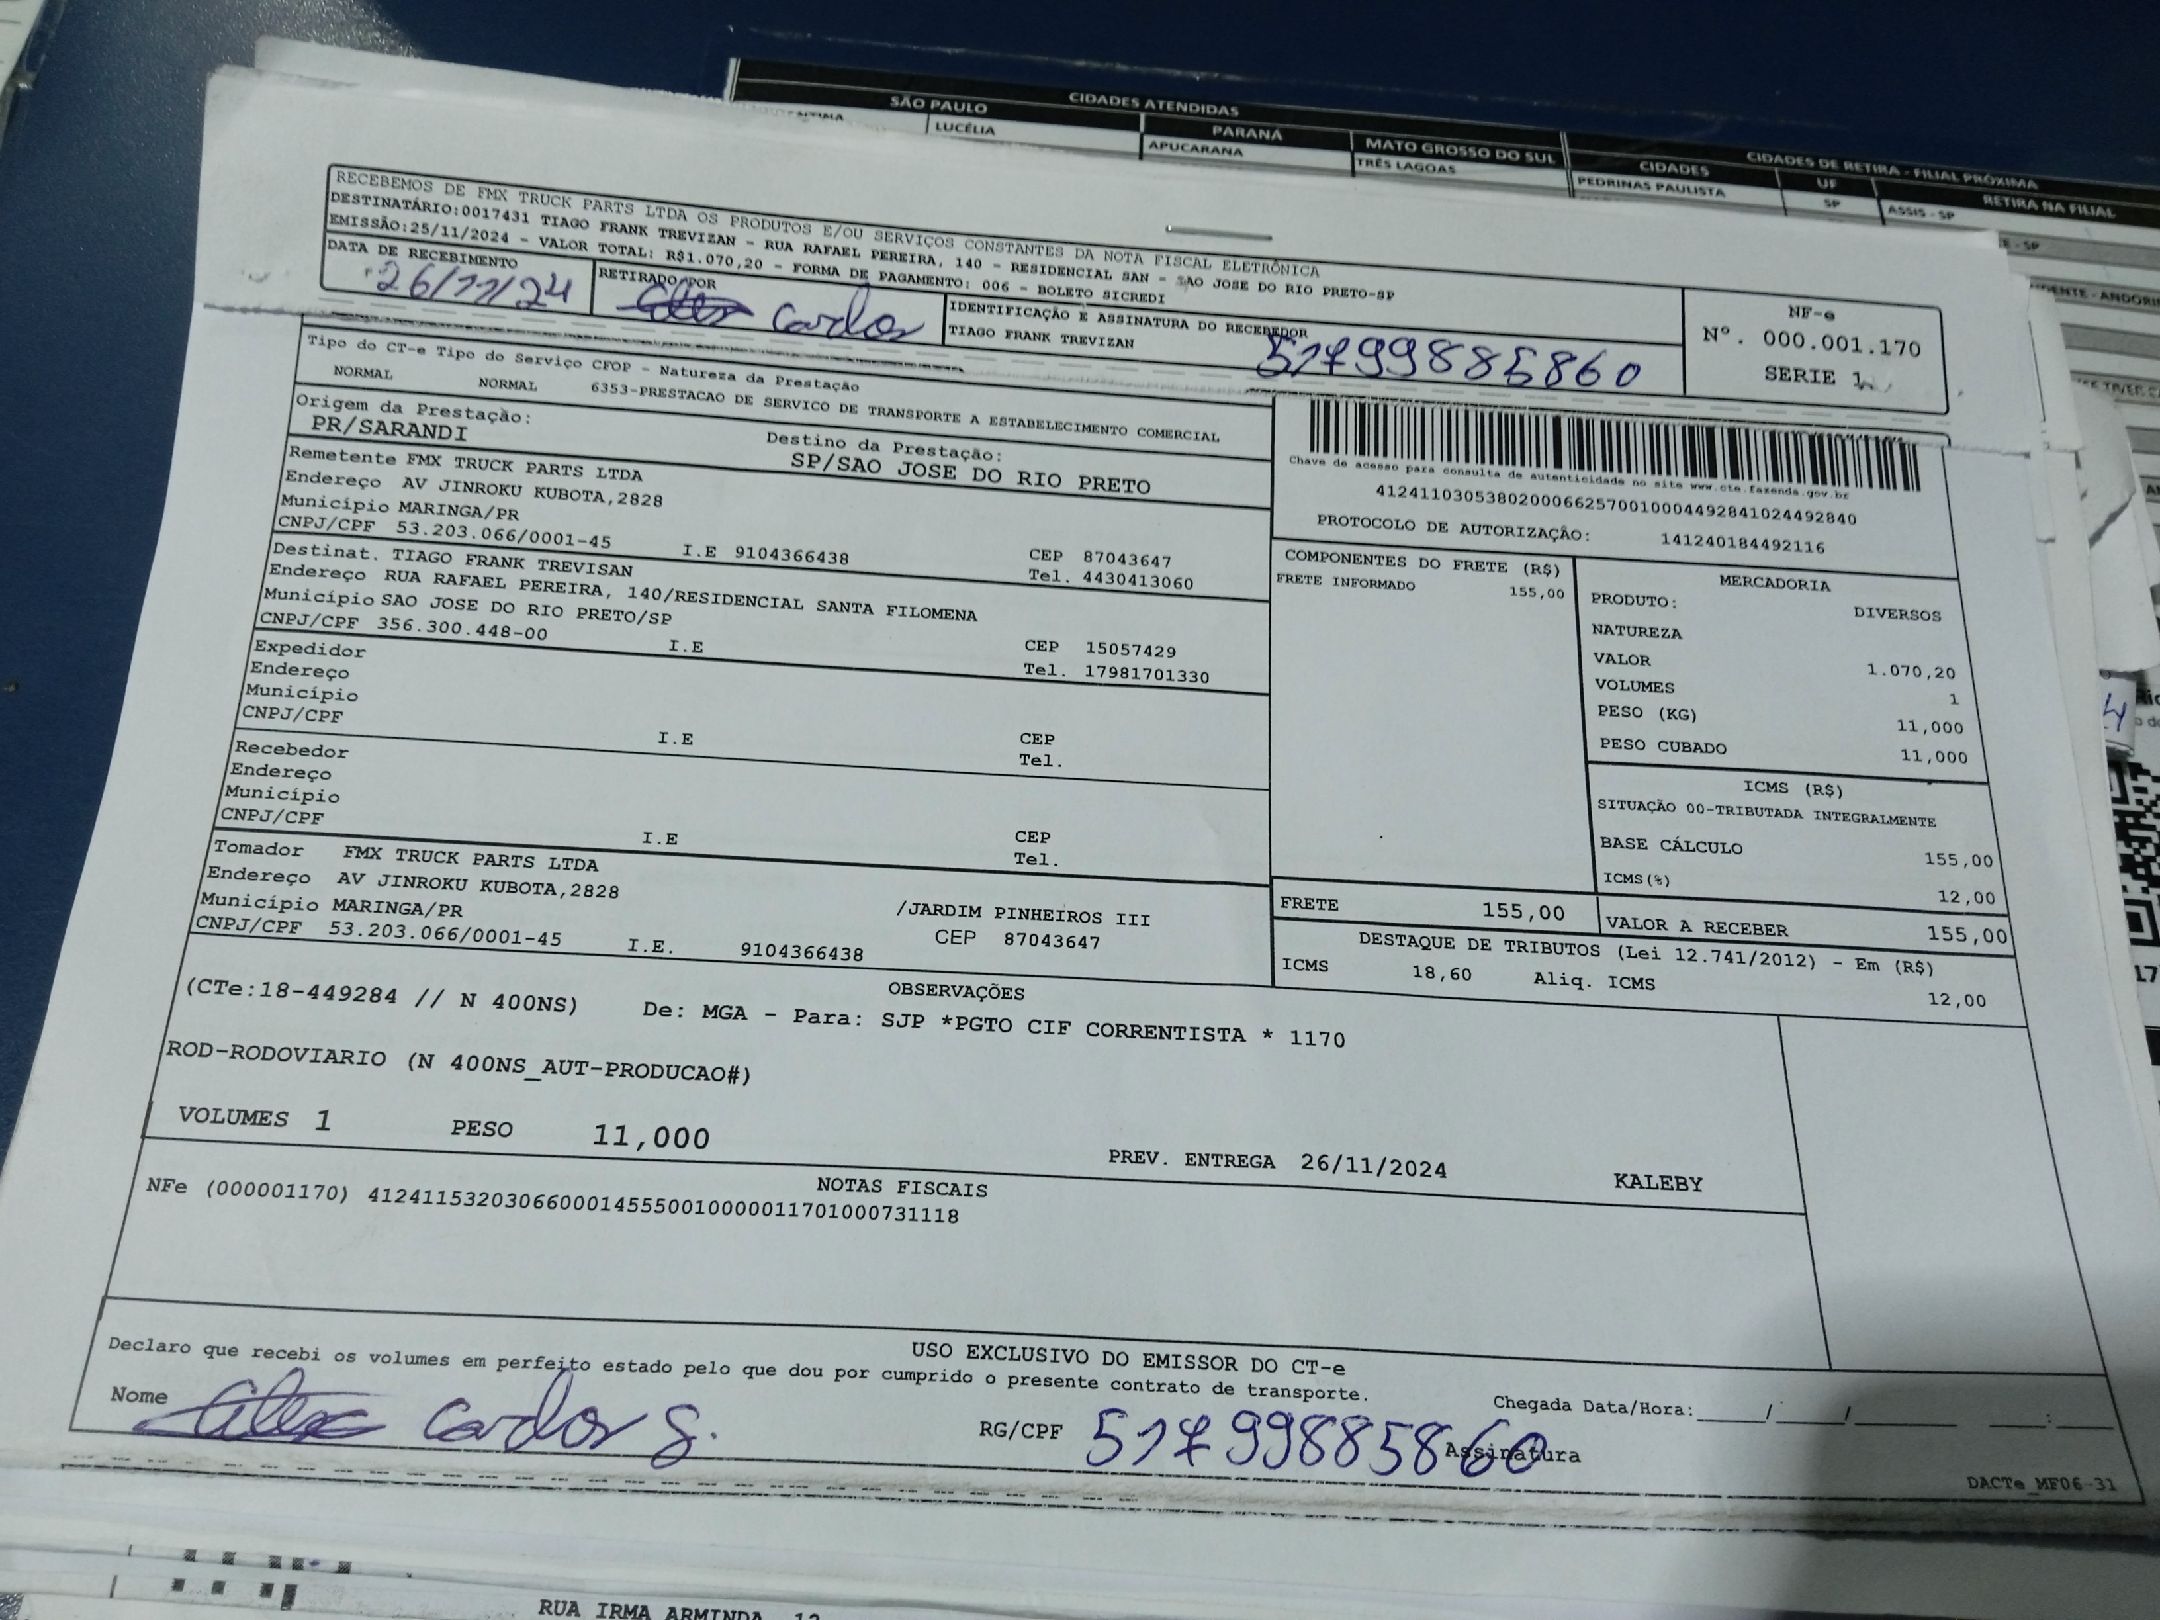 CIDADES ATENDIDAS
SÃO PAULO
LUCÉLIA
PARANÁ
APUCARANA
MATO GROSSO DO SUL
TRÊS LAGOAS
CIDADES DE RETIRA - FILIAL PRÓXIMA
CIDADES
UF
RETIRA NA FILIAL
PEDRINAS PAULISTA
SP
ASSIS - SP
RECEBEMOS DE FMX TRUCK PARTS LTDA OS PRODUTOS E/OU SERVIÇOS CONSTANTES DA NOTA FISCAL ELETRÔNICA
DESTINATÁRIO:0017431 TIAGO FRANK TREVIZAN - RUA RAFAEL PEREIRA, 140 - RESIDENCIAL SAN - SAO JOSE DO RIO PRETO-SP
EMISSÃO:25/11/2024 - VALOR TOTAL: R$1.070,20 - FORMA DE PAGAMENTO: 006 - BOLETO SICREDI
DATA DE RECEBIMENTO
26/11/24
RETIRADO/POR
IDENTIFICAÇÃO E ASSINATURA DO RECEBEDOR
TIAGO FRANK TREVIZAN
51799885860
NF-e
Nº. 000.001.170
SERIE 1
Tipo do CT-e Tipo do Serviço CFOP - Natureza da Prestação
NORMAL NORMAL 6353-PRESTACAO DE SERVICO DE TRANSPORTE A ESTABELECIMENTO COMERCIAL
Origem da Prestação: Destino da Prestação:
PR/SARANDI SP/SAO JOSE DO RIO PRETO
Remetente FMX TRUCK PARTS LTDA
Endereço AV JINROKU KUBOTA,2828
Município MARINGA/PR CEP 87043647
CNPJ/CPF 53.203.066/0001-45 I.E 9104366438 Tel. 4430413060
Destinat. TIAGO FRANK TREVISAN
Endereço RUA RAFAEL PEREIRA, 140/RESIDENCIAL SANTA FILOMENA
Município SAO JOSE DO RIO PRETO/SP CEP 15057429
CNPJ/CPF 356.300.448-00 I.E Tel. 17981701330
Expedidor
Endereço
Município CEP
CNPJ/CPF I.E Tel.
Recebedor
Endereço
Município CEP
CNPJ/CPF I.E Tel.
Tomador FMX TRUCK PARTS LTDA
Endereço AV JINROKU KUBOTA,2828 /JARDIM PINHEIROS III
Município MARINGA/PR CEP 87043647
CNPJ/CPF 53.203.066/0001-45 I.E. 9104366438
Chave de acesso para consulta de autenticidade no site www.cte.fazenda.gov.br
41241103053802000662570010004492841024492840
PROTOCOLO DE AUTORIZAÇÃO: 141240184492116
COMPONENTES DO FRETE (R$)
FRETE INFORMADO 155,00
MERCADORIA
PRODUTO: DIVERSOS
NATUREZA
VALOR 1.070,20
VOLUMES 1
PESO (KG) 11,000
PESO CUBADO 11,000
ICMS (R$)
SITUAÇÃO 00-TRIBUTADA INTEGRALMENTE
BASE CÁLCULO 155,00
ICMS(%) 12,00
FRETE 155,00 VALOR A RECEBER 155,00
DESTAQUE DE TRIBUTOS (Lei 12.741/2012) - Em (R$)
ICMS 18,60 Aliq. ICMS 12,00
OBSERVAÇÕES
(CTe:18-449284 // N 400NS) De: MGA - Para: SJP *PGTO CIF CORRENTISTA * 1170
ROD-RODOVIARIO (N 400NS_AUT-PRODUCAO#)
VOLUMES 1 PESO 11,000 PREV. ENTREGA 26/11/2024 KALEBY
NOTAS FISCAIS
NFe (000001170) 41241153203066000145550010000011701000731118
USO EXCLUSIVO DO EMISSOR DO CT-e
Declaro que recebi os volumes em perfeito estado pelo que dou por cumprido o presente contrato de transporte.
Nome RG/CPF 51799885860 Assinatura
Chegada Data/Hora:_____/_____/_______ ____:____
DACTe_MF06-31
RUA IRMA ARMINDA